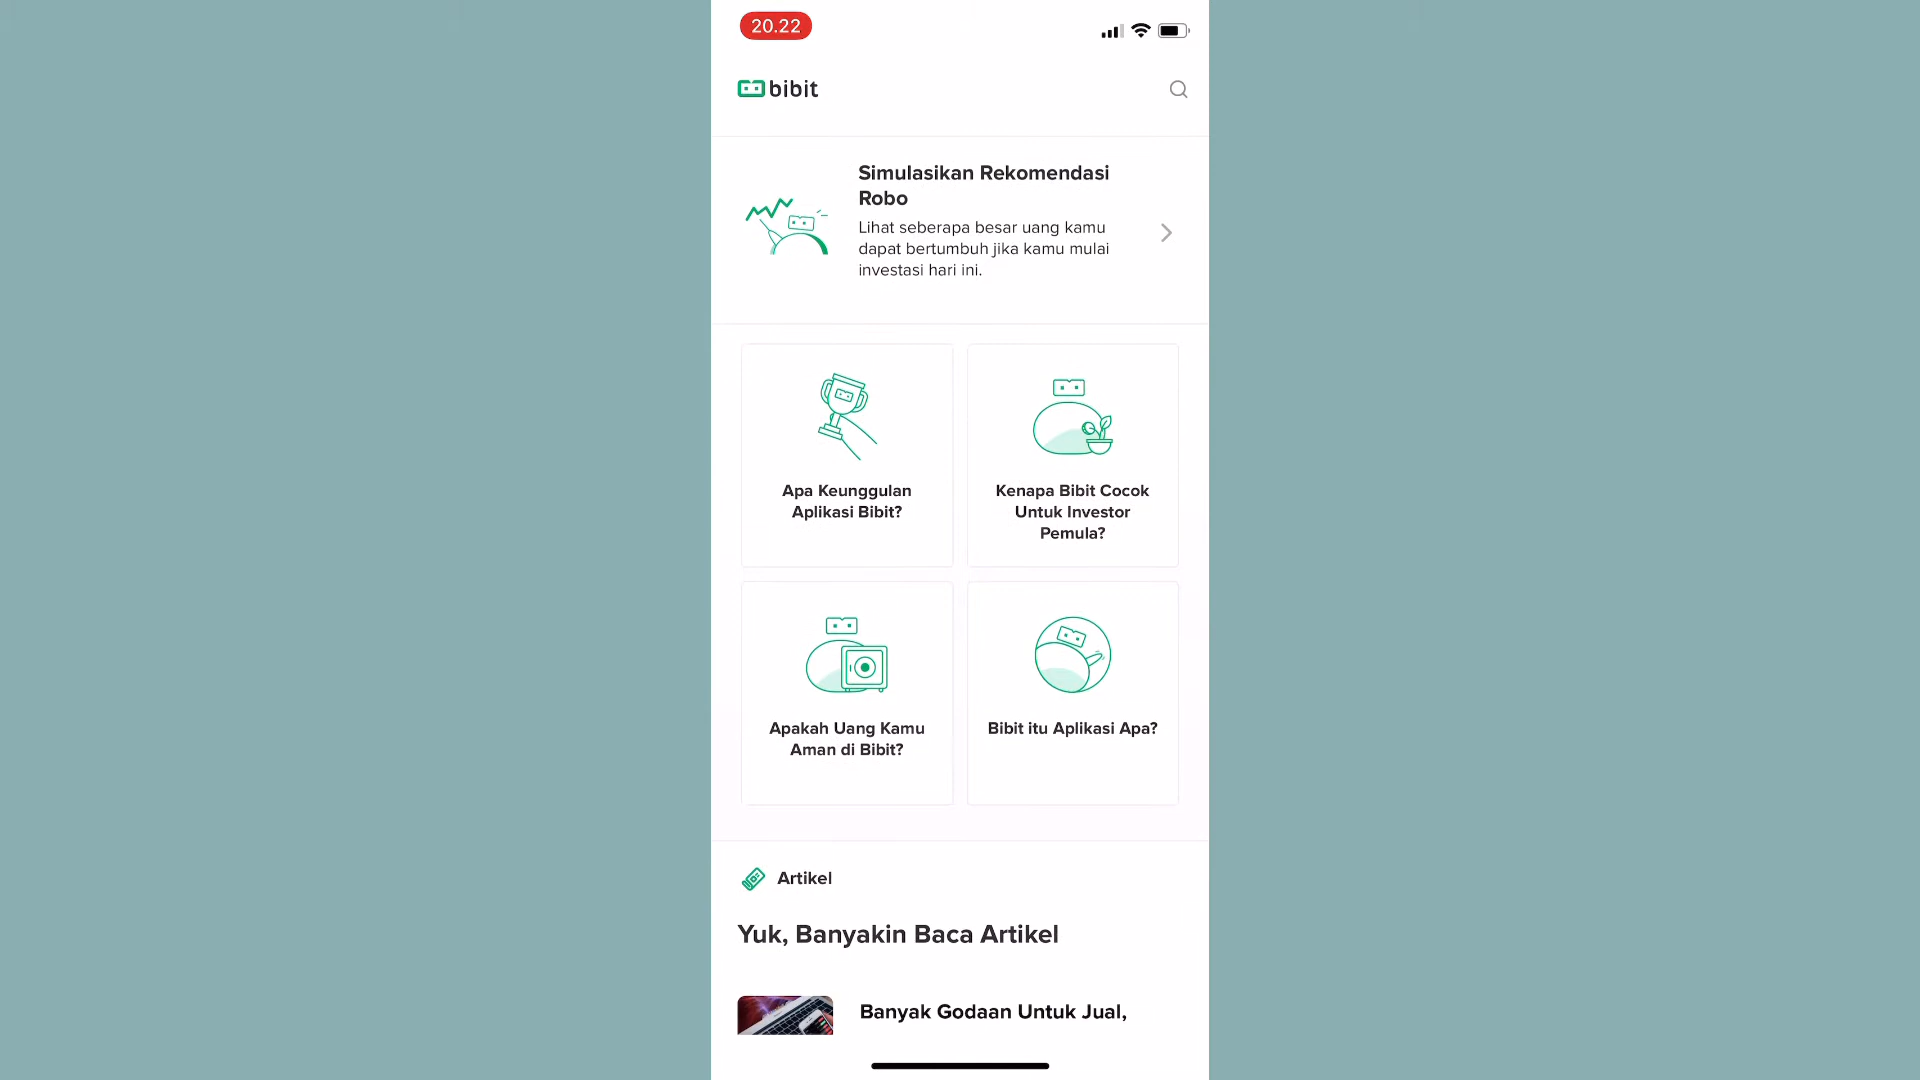 20.22
bibit
Simulasikan Rekomendasi
Robo
Lihat seberapa besar uang kamu
dapat bertumbuh jika kamu mulai
investasi hari ini.
Apa Keunggulan
Aplikasi Bibit?
Kenapa Bibit Cocok
Untuk Investor
Pemula?
Apakah Uang Kamu
Aman di Bibit?
Bibit itu Aplikasi Apa?
Artikel
Yuk, Banyakin Baca Artikel
Banyak Godaan Untuk Jual,